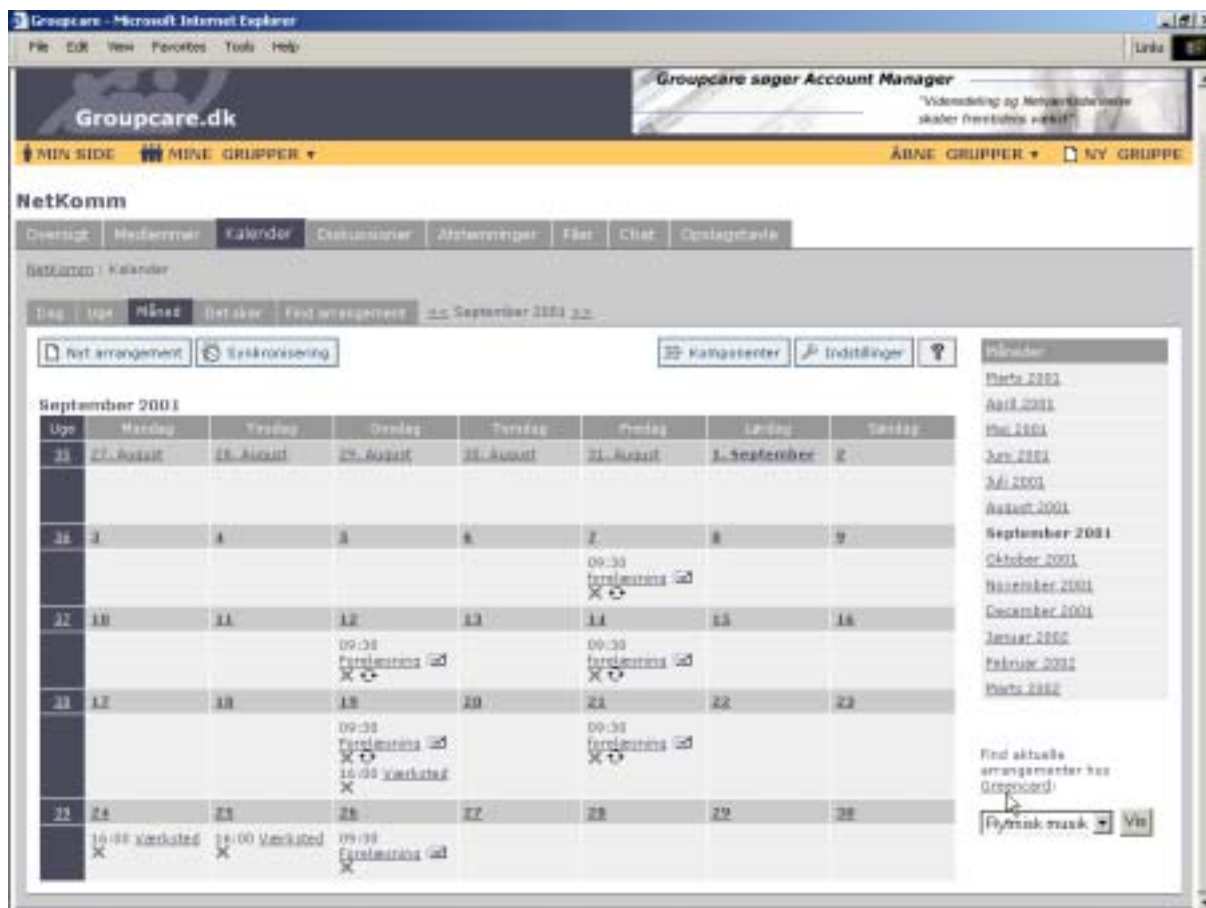 Groupcare - Microsoft Internet Explorer
File Edit View Favorites Tools Help
Links
Groupcare søger Account Manager
"Vidensdeling og
skaber fremtidens vækst"
Groupcare.dk
MIN SIDE MINE GRUPPER ÅBNE GRUPPER NY GRUPPE
NetKomm
Oversigt Medlemmer Kalender Diskussioner Afstemninger Filer Chat Opslagstavle
NetKomm : Kalender
Dag Uge Måned Det sker Find arrangement << September 2001 >>
Nyt arrangement Synkronisering Komponenter Indstillinger ?
September 2001
Uge Mandag Tirsdag Onsdag Torsdag Fredag Lørdag Søndag
35 27. August 28. August 29. August 30. August 31. August 1. September 2
36 3 4 5 6 7 8 9
09:30
forelæsning
37 10 11 12 13 14 15 16
09:30 09:30
Forelæsning forelæsning
38 17 18 19 20 21 22 23
09:30 09:30
Forelæsning forelæsning
16:00 Værksted
39 24 25 26 27 28 29 30
16:00 Værksted 16:00 Værksted 09:30
Forelæsning
Måneder
Marts 2001
April 2001
Maj 2001
Juni 2001
Juli 2001
August 2001
September 2001
Oktober 2001
November 2001
December 2001
Januar 2002
Februar 2002
Marts 2002
Find aktuelle
arrangementer hos
Greencard:
Rytmisk musik Vis